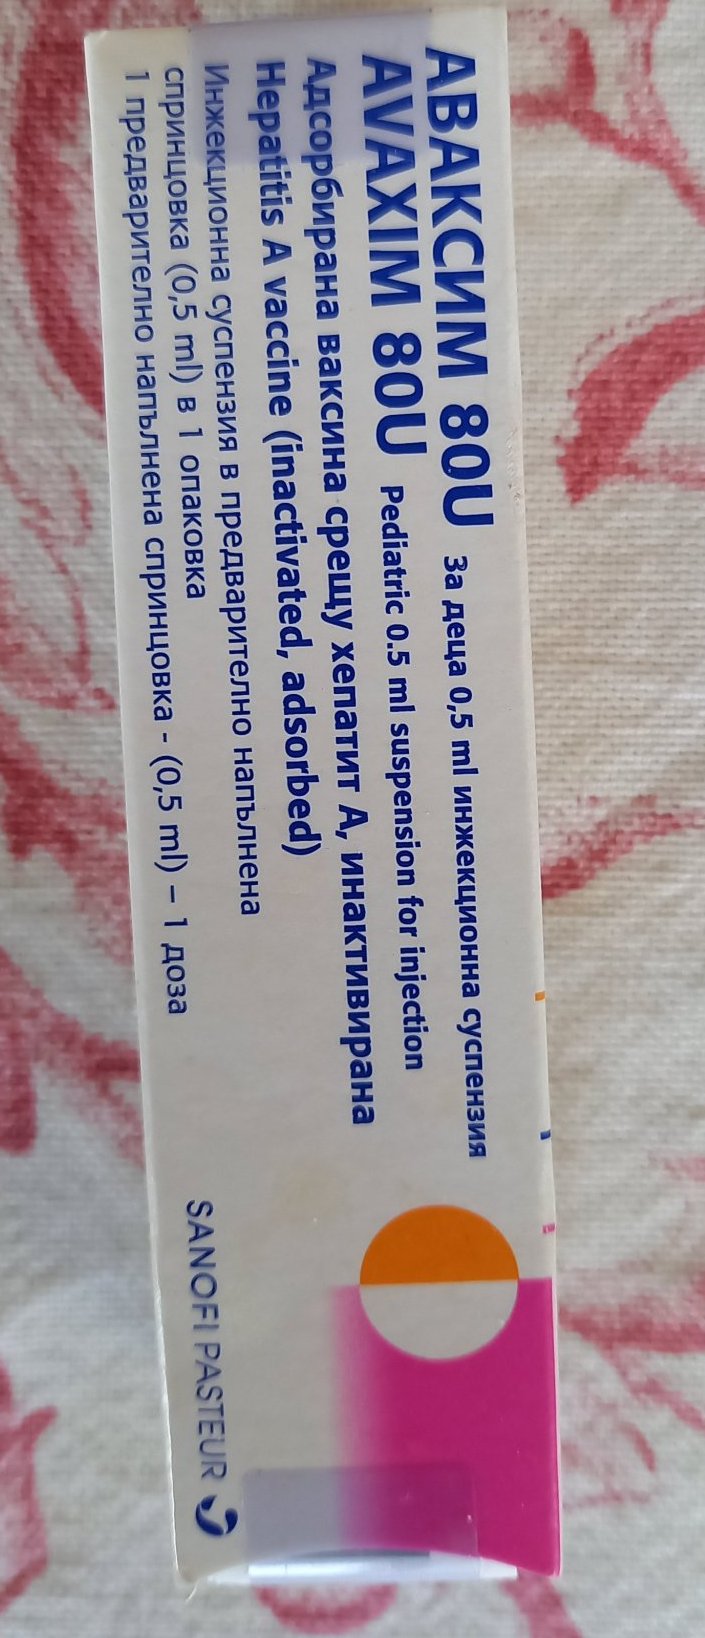 АВАКСИМ 80U За деца 0,5 ml инжекционна суспензия
AVAXIM 80U Pediatric 0.5 ml suspension for injection
Адсорбирана ваксина срещу хепатит А, инактивирана
Hepatitis A vaccine (inactivated, adsorbed)
Инжекционна суспензия в предварително напълнена
спринцовка (0,5 ml) в 1 опаковка
1 предварително напълнена спринцовка - (0,5 ml) – 1 доза
SANOFI PASTEUR